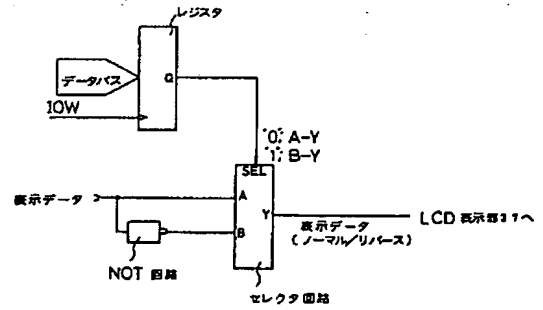 レジスタ
データバス
Q
IOW
"0"; A-Y
"1"; B-Y
SEL
表示データ
A
Y
B
LCD 表示部37へ
表示データ
(ノーマル/リバース)
NOT 回路
セレクタ回路